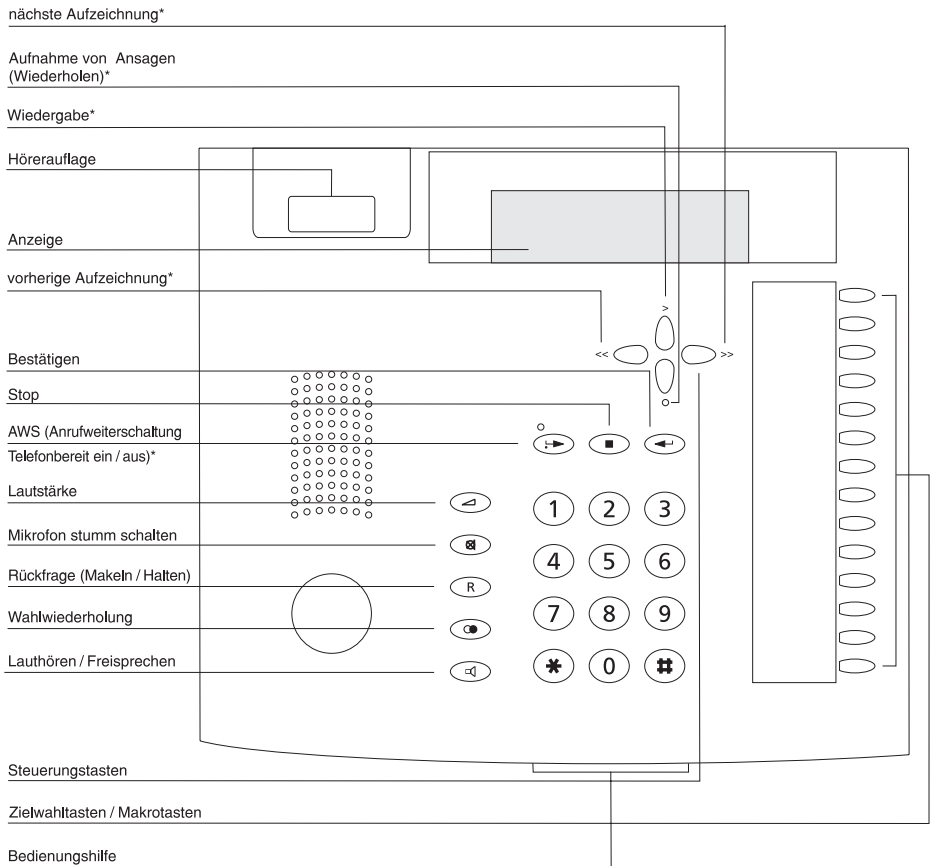 nächste Aufzeichnung*
Aufnahme von Ansagen
(Wiederholen)*
Wiedergabe*
Hörerauflage
Anzeige
vorherige Aufzeichnung*
>
<< >>
Bestätigen
Stop
AWS (Anrufweiterschaltung
Telefonbereit ein / aus)*
Lautstärke
1 2 3
Mikrofon stumm schalten
4 5 6
Rückfrage (Makeln / Halten)
R
7 8 9
Wahlwiederholung
Lauthören / Freisprechen
* 0 #
Steuerungstasten
Zielwahltasten / Makrotasten
Bedienungshilfe